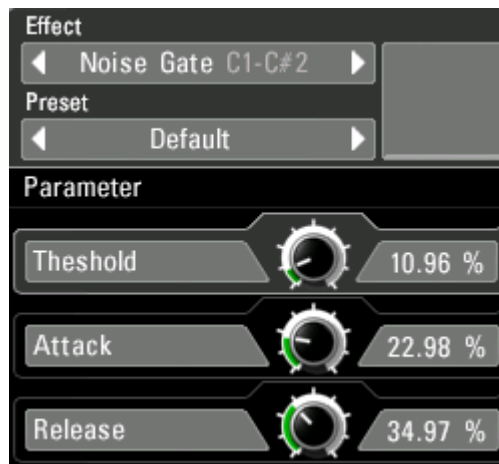 Effect
Noise Gate C1-C#2
Preset
Default
Parameter
Theshold 10.96 %
Attack 22.98 %
Release 34.97 %